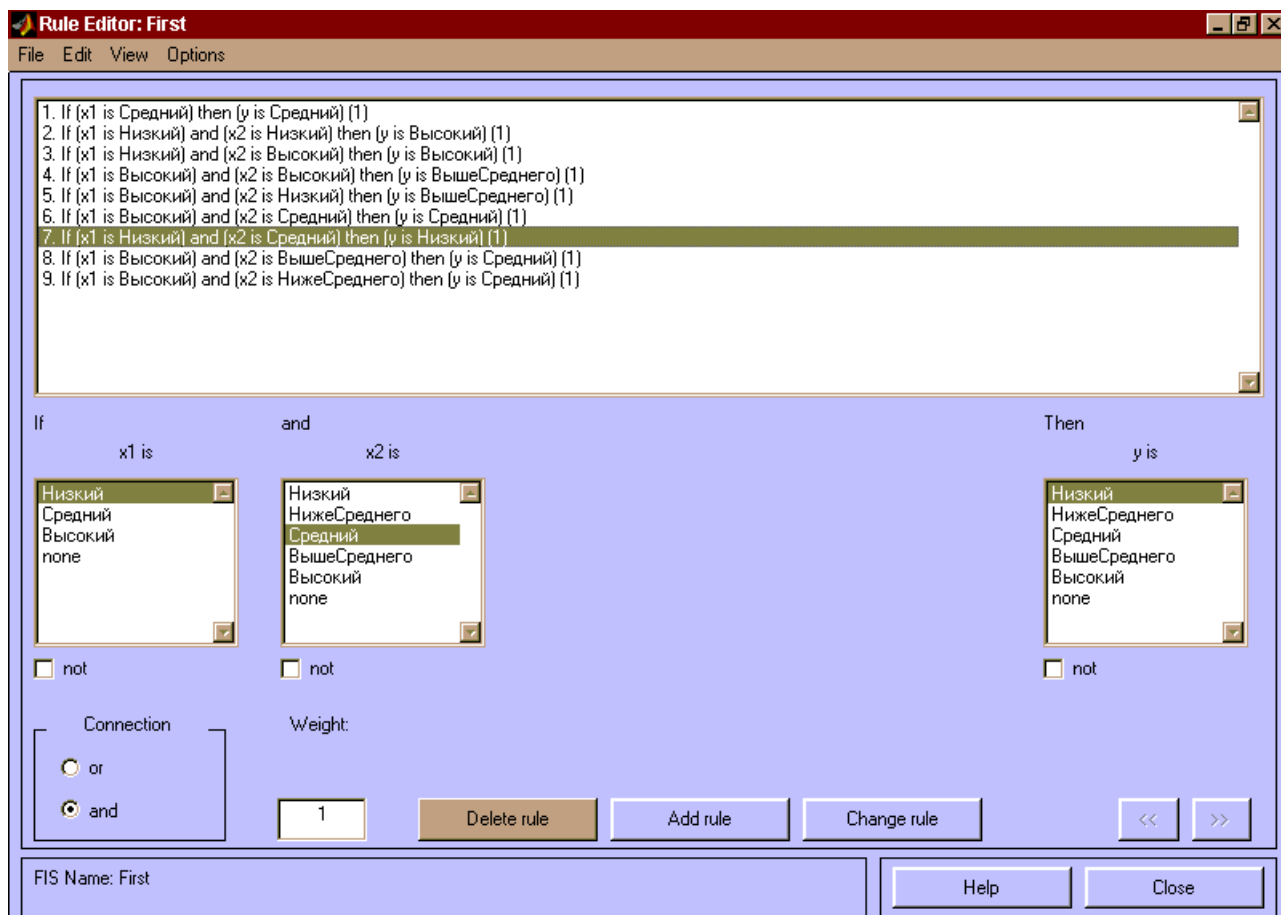 Rule Editor: First
File Edit View Options
1. If (x1 is Средний) then (y is Средний) (1)
2. If (x1 is Низкий) and (x2 is Низкий) then (y is Высокий) (1)
3. If (x1 is Низкий) and (x2 is Высокий) then (y is Высокий) (1)
4. If (x1 is Высокий) and (x2 is Высокий) then (y is ВышеСреднего) (1)
5. If (x1 is Высокий) and (x2 is Низкий) then (y is ВышеСреднего) (1)
6. If (x1 is Высокий) and (x2 is Средний) then (y is Средний) (1)
7. If (x1 is Низкий) and (x2 is Средний) then (y is Низкий) (1)
8. If (x1 is Высокий) and (x2 is ВышеСреднего) then (y is Средний) (1)
9. If (x1 is Высокий) and (x2 is НижеСреднего) then (y is Средний) (1)
If and Then
x1 is x2 is y is
Низкий
Средний
Высокий
none
Низкий
НижеСреднего
Средний
ВышеСреднего
Высокий
none
Низкий
НижеСреднего
Средний
ВышеСреднего
Высокий
none
not not not
Connection
or
and
Weight:
1
Delete rule Add rule Change rule << >>
FIS Name: First
Help Close